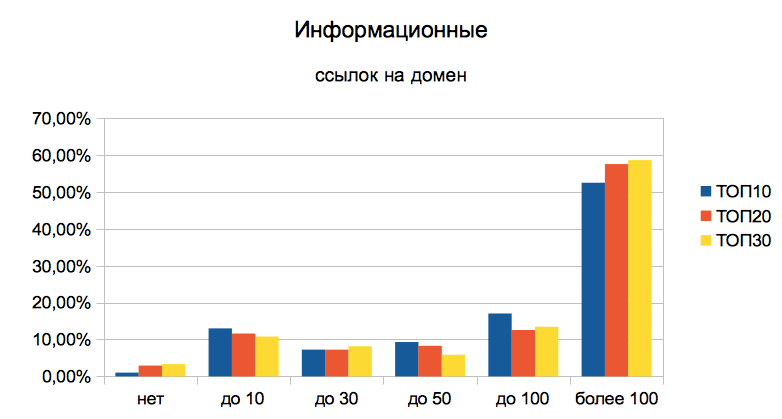 Информационные
ссылок на домен
70,00%
60,00%
50,00%
40,00%
30,00%
20,00%
10,00%
0,00%
нет
до 10
до 30
до 50
до 100
более 100
ТОП10
ТОП20
ТОП30